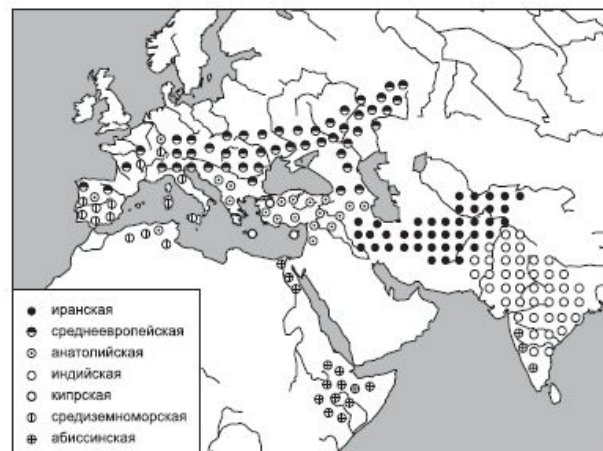 иранская
среднеевропейская
анатолийская
индийская
кипрская
средиземноморская
абиссинская